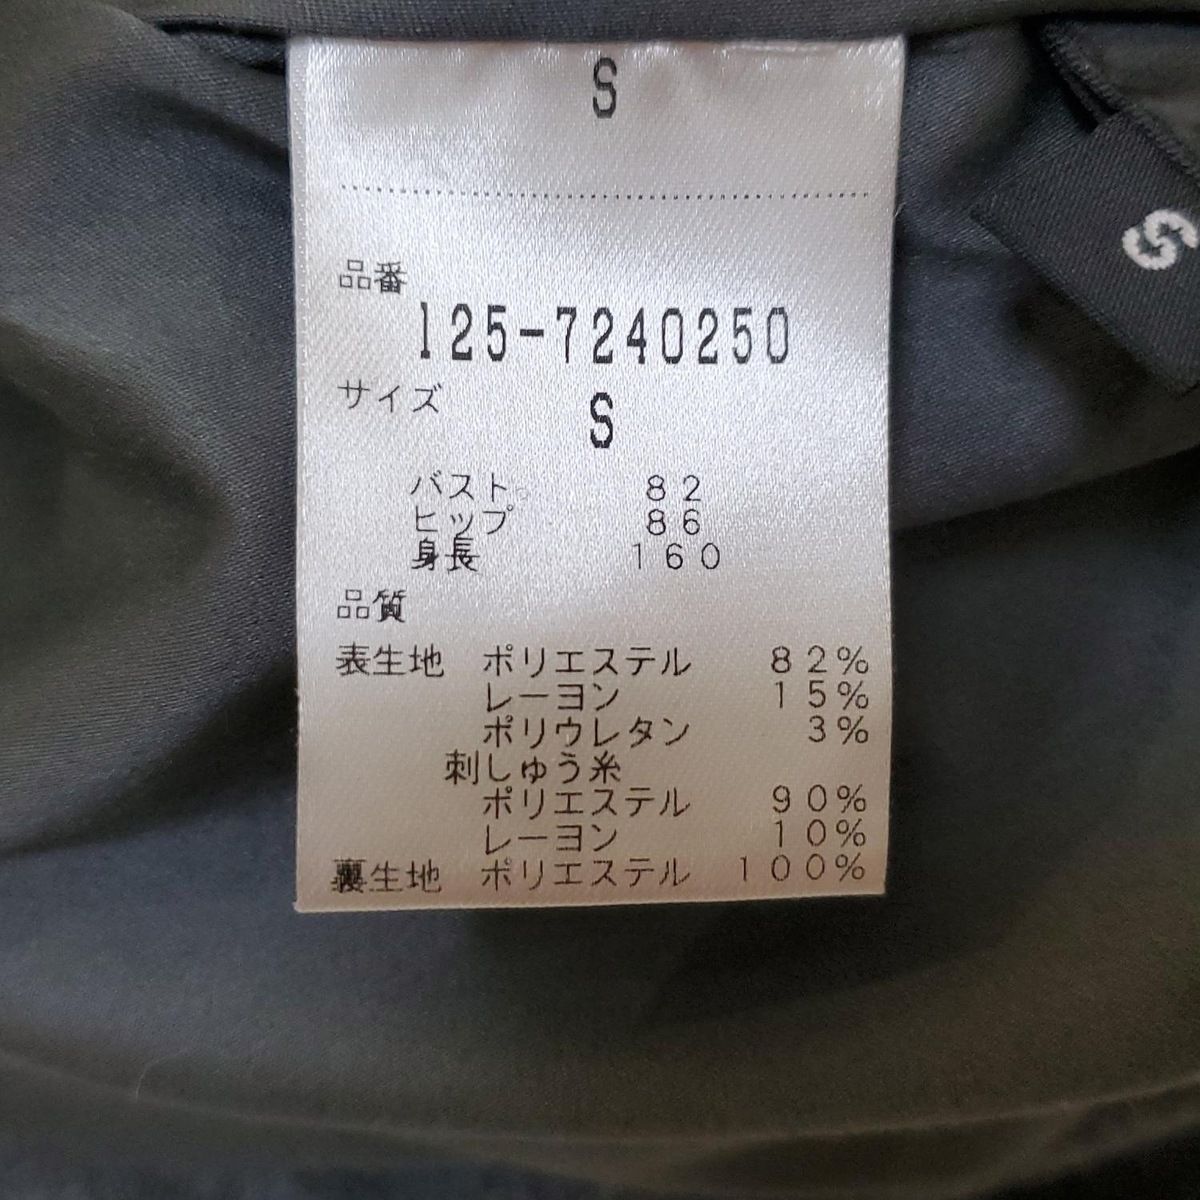 S
S
品番
125-7240250
サイズ
S
バスト 82
ヒップ 86
身長 160
品質
表生地 ポリエステル 82%
レーヨン 15%
ポリウレタン 3%
刺しゅう糸
ポリエステル 90%
レーヨン 10%
裏生地 ポリエステル 100%